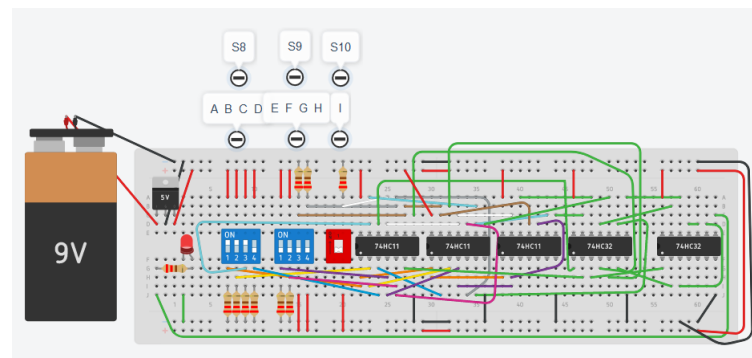 S8 S9 S10
A B C D E F G H I
5V
9V
ON ON
1 2 3 4 1 2 3 4
74HC11 74HC11 74HC11 74HC32 74HC32